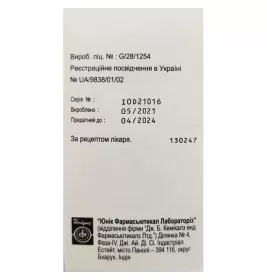 Вироб. ліц. № : G/28/1254
Реєстраційне посвідчення в Україні
№ UA/9838/01/02
Серія № : IOD21016
Вироблено : 05/2021
Придатний до : 04/2024
За рецептом лікаря. 130247
"Юнік Фармасьютикал Лабораторіз"
(відділення фірми "Дж. Б. Кемікалз енд
Фармасьютикалз Лтд.") Ділянка № 4,
Фаза-IV, Дж. Ай. Ді. Сі. Індастріал
Естейт, місто Панолі – 394 116, округ
Бхарух, Індія